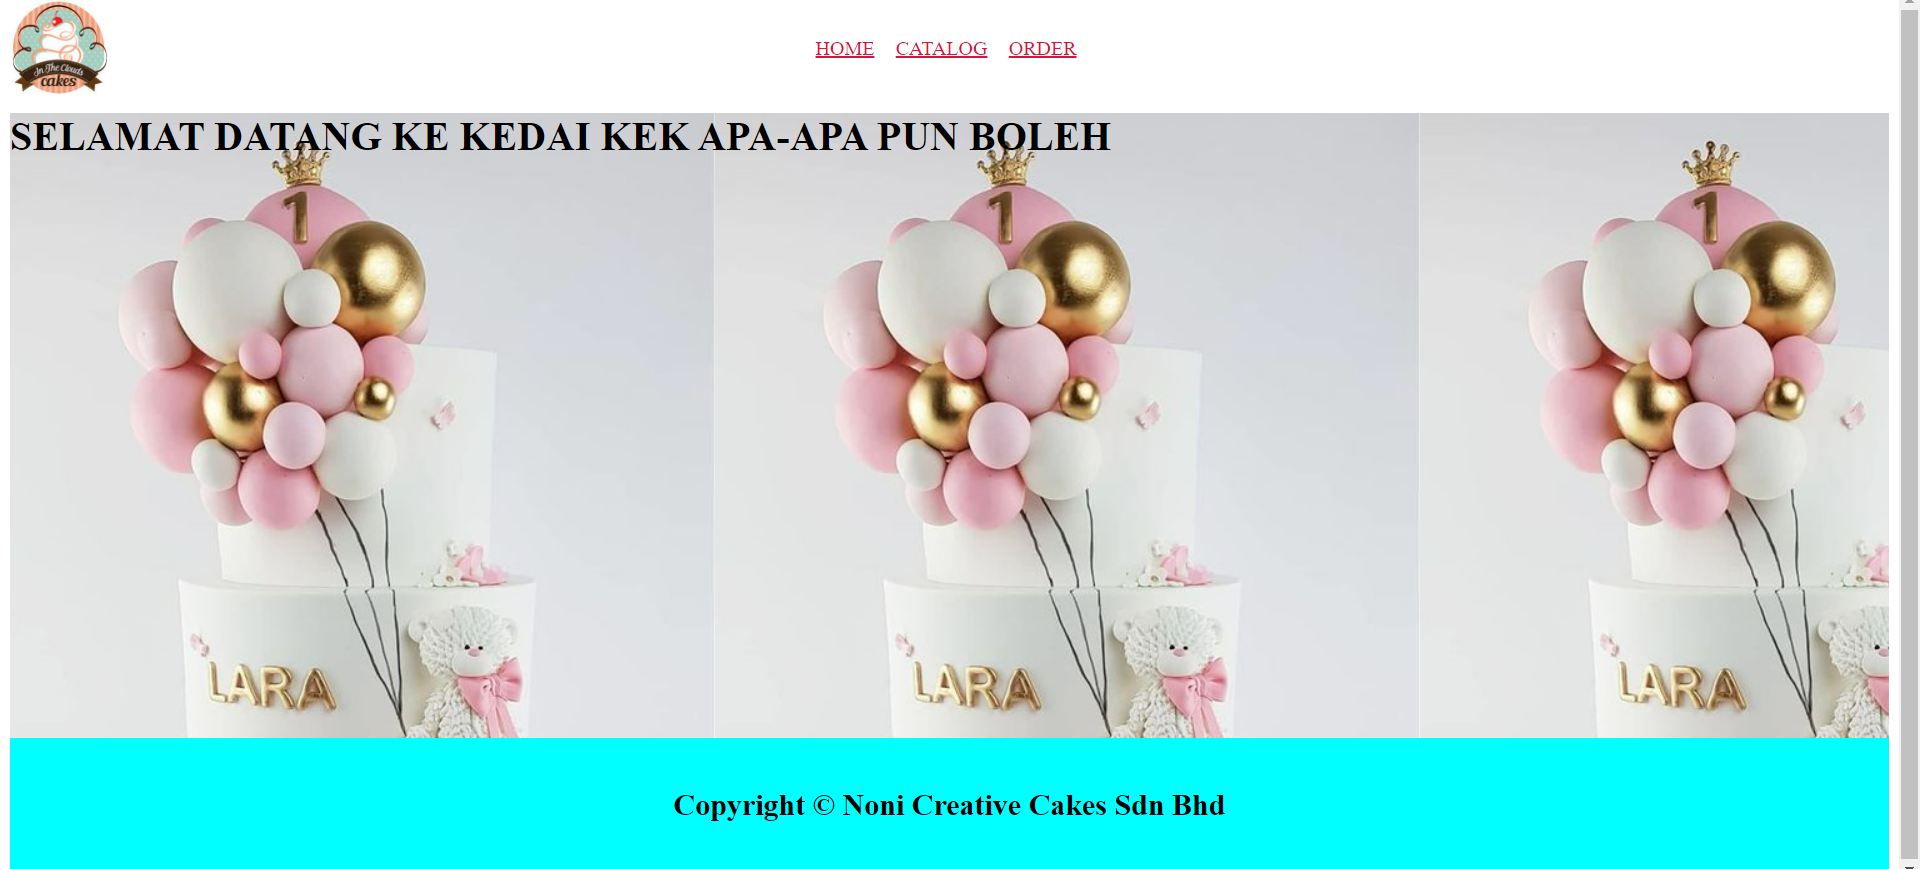 In The Clouds
cakes
HOME CATALOG ORDER
SELAMAT DATANG KE KEDAI KEK APA-APA PUN BOLEH
1 1 1
LARA LARA LARA
Copyright © Noni Creative Cakes Sdn Bhd